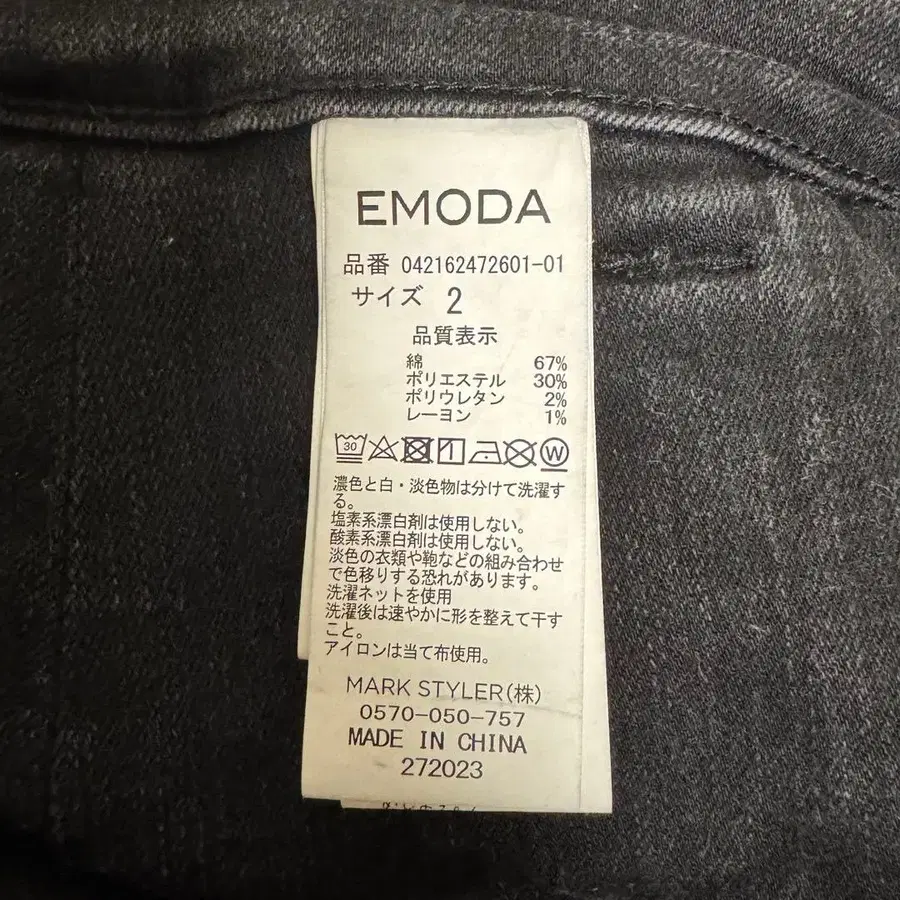 EMODA
品番 042162472601-01
サイズ 2
品質表示
綿 67%
ポリエステル 30%
ポリウレタン 2%
レーヨン 1%
30 W
濃色と白・淡色物は分けて洗濯す
る。
塩素系漂白剤は使用しない。
酸素系漂白剤は使用しない。
淡色の衣類や鞄などの組み合わせ
で色移りする恐れがあります。
洗濯ネットを使用
洗濯後は速やかに形を整えて干す
こと。
アイロンは当て布使用。
MARK STYLER(株)
0570-050-757
MADE IN CHINA
272023